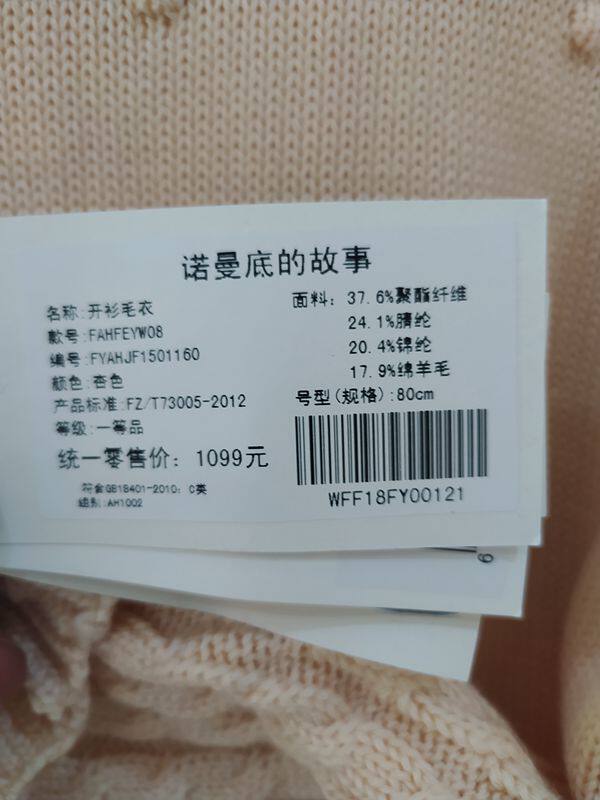 诺曼底的故事
名称:开衫毛衣
款号:FAHFEYW08
编号:FYAHJF1501160
颜色:杏色
产品标准:FZ/T73005-2012
等级:一等品
统一零售价: 1099元
符合GB18401-2010: C类
组别:AH1002
面料: 37.6%聚酯纤维
24.1%腈纶
20.4%锦纶
17.9%绵羊毛
号型(规格):80cm
WFF18FY00121